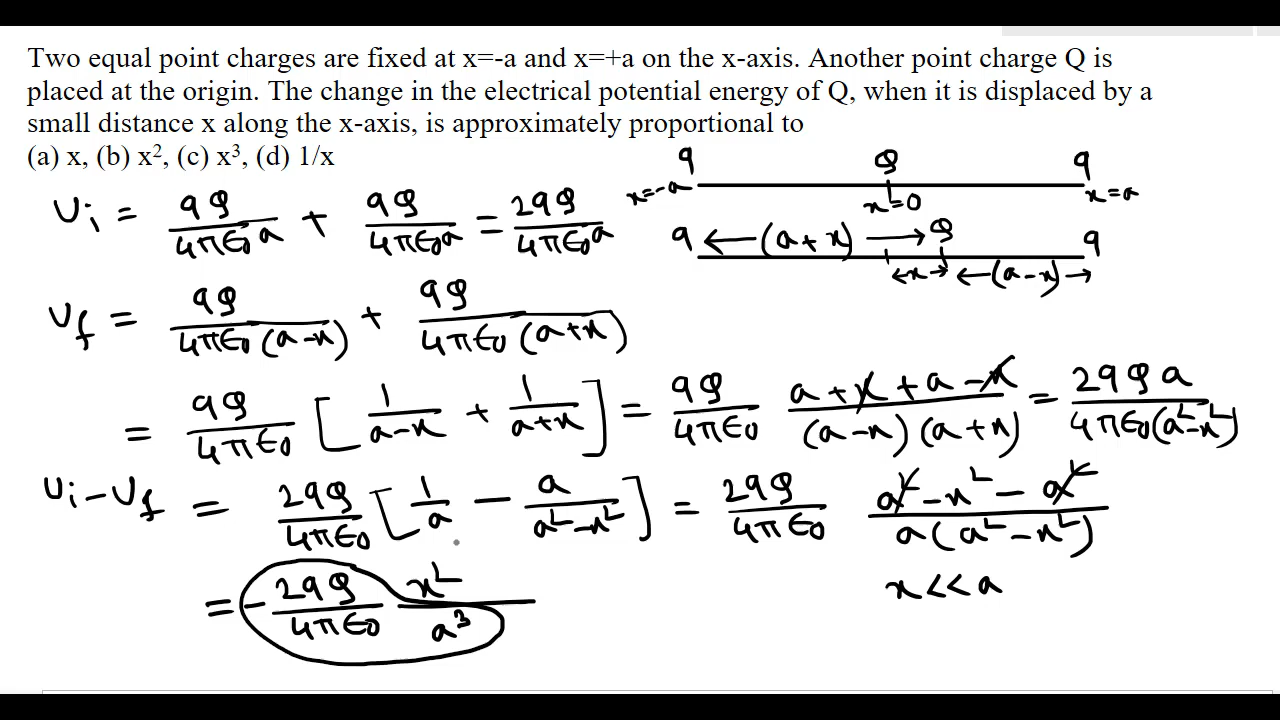 Two equal point charges are fixed at x=-a and x=+a on the x-axis. Another point charge Q is
placed at the origin. The change in the electrical potential energy of Q, when it is displaced by a
small distance x along the x-axis, is approximately proportional to
(a) x, (b) x², (c) x³, (d) 1/x
q Q q
x=-a x=0 x=a
q ←(a+x)→ Q q
←x→ ←(a-x)→
Ui = qQ/4πϵ₀a + qQ/4πϵ₀a = 2qQ/4πϵ₀a
Uf = qQ/4πϵ₀(a-x) + qQ/4πϵ₀(a+x)
= qQ/4πϵ₀ [1/a-x + 1/a+x] = qQ/4πϵ₀ a+x+a-x/(a-x)(a+x) = 2qQa/4πϵ₀(a²-x²)
Ui-Uf = 2qQ/4πϵ₀ [1/a - a/a²-x²] = 2qQ/4πϵ₀ a²-x²-a²/a(a²-x²)
= -2qQ/4πϵ₀ x²/a³
x<<a